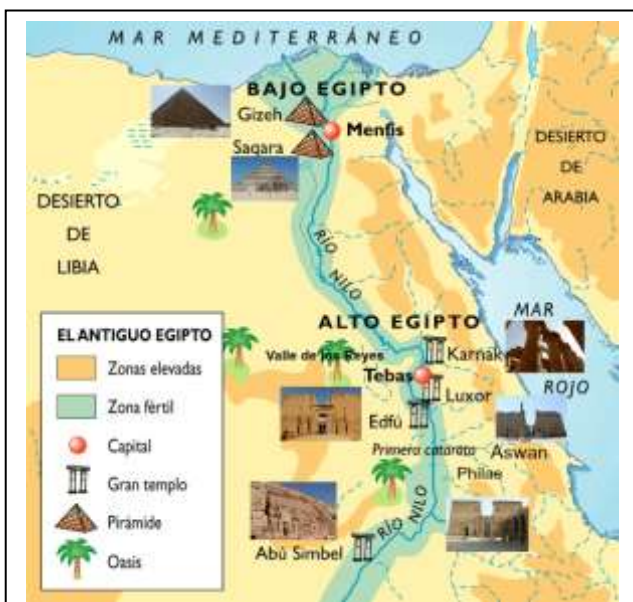 MAR MEDITERRÁNEO
BAJO EGIPTO
Gizeh
Menfis
Saqara
DESIERTO
DE
ARABIA
DESIERTO
DE
LIBIA
RÍO NILO
ALTO EGIPTO
MAR
ROJO
Valle de los Reyes
Karnak
Tebas
Luxor
Edfú
Primera catarata
Aswan
Philae
RÍO NILO
Abú Simbel
EL ANTIGUO EGIPTO
Zonas elevadas
Zona fértil
Capital
Gran templo
Pirámide
Oasis